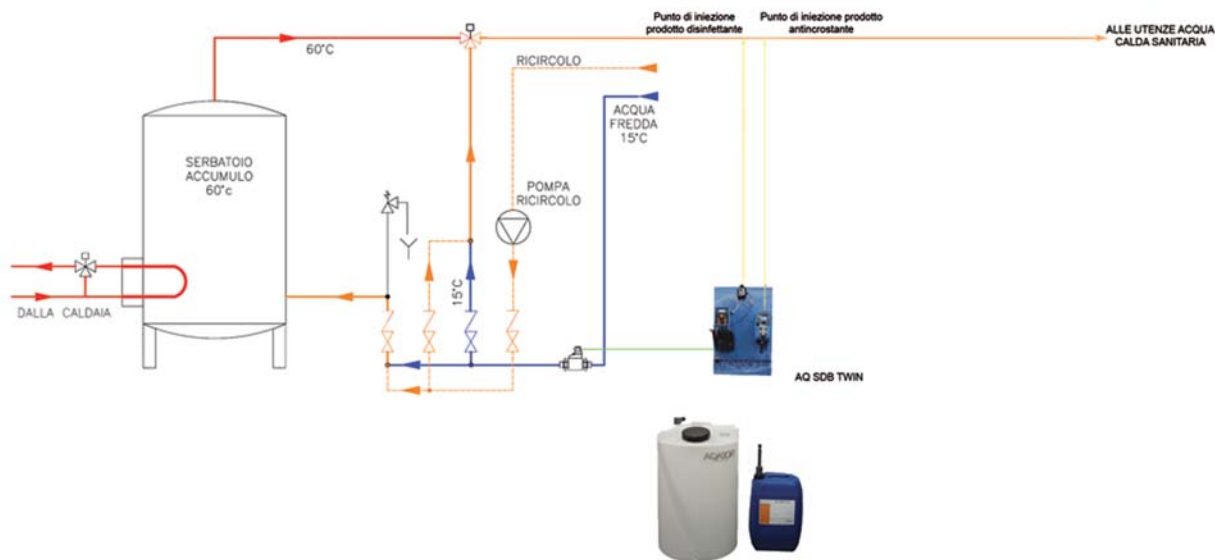 Punto di iniezione
prodotto disinfettante
Punto di iniezione prodotto
antincrostante
ALLE UTENZE ACQUA
CALDA SANITARIA
60°C
RICIRCOLO
ACQUA
FREDDA
15°C
SERBATOIO
ACCUMULO
60°c
POMPA
RICIRCOLO
15°C
DALLA CALDAIA
AQ SDB TWIN